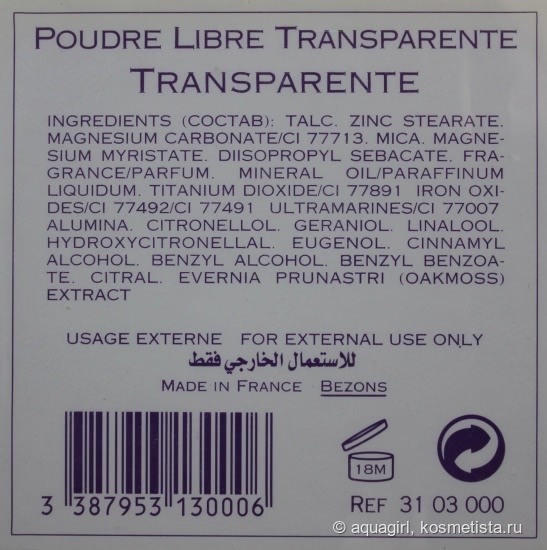 POUDRE LIBRE TRANSPARENTE
TRANSPARENTE
INGREDIENTS (COCTAB): TALC. ZINC STEARATE.
MAGNESIUM CARBONATE/CI 77713. MICA. MAGNE-
SIUM MYRISTATE. DIISOPROPYL SEBACATE. FRA-
GRANCE/PARFUM. MINERAL OIL/PARAFFINUM
LIQUIDUM. TITANIUM DIOXIDE/CI 77891 IRON OXI-
DES/CI 77492/CI 77491 ULTRAMARINES/CI 77007
ALUMINA. CITRONELLOL. GERANIOL. LINALOOL.
HYDROXYCITRONELLAL. EUGENOL. CINNAMYL
ALCOHOL. BENZYL ALCOHOL. BENZYL BENZOA-
TE. CITRAL. EVERNIA PRUNASTRI (OAKMOSS)
EXTRACT
USAGE EXTERNE FOR EXTERNAL USE ONLY
للاستعمال الخارجي فقط
MADE IN FRANCE BEZONS
18M
3 387953 130006
REF 31 03 000
© aquagirl, kosmetista.ru